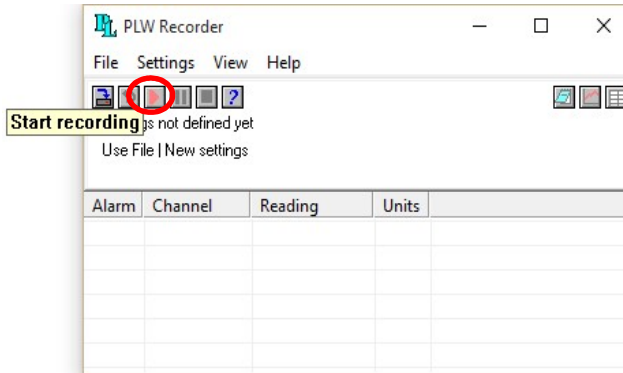 PLW Recorder
File Settings View Help
Start recording
gs not defined yet
Use File | New settings
Alarm Channel Reading Units